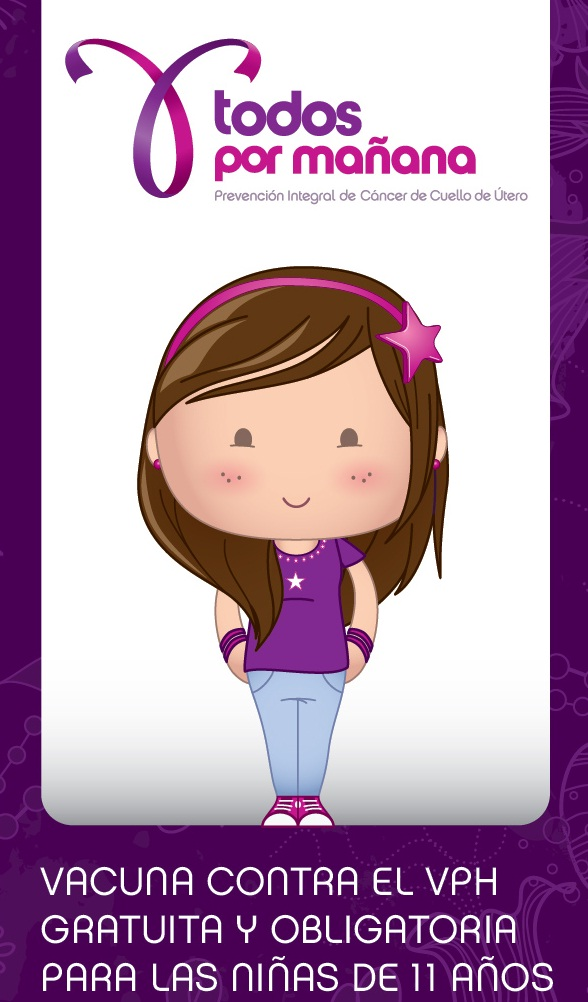 todos
por mañana
Prevención Integral de Cáncer de Cuello de Útero
VACUNA CONTRA EL VPH
GRATUITA Y OBLIGATORIA
PARA LAS NIÑAS DE 11 AÑOS